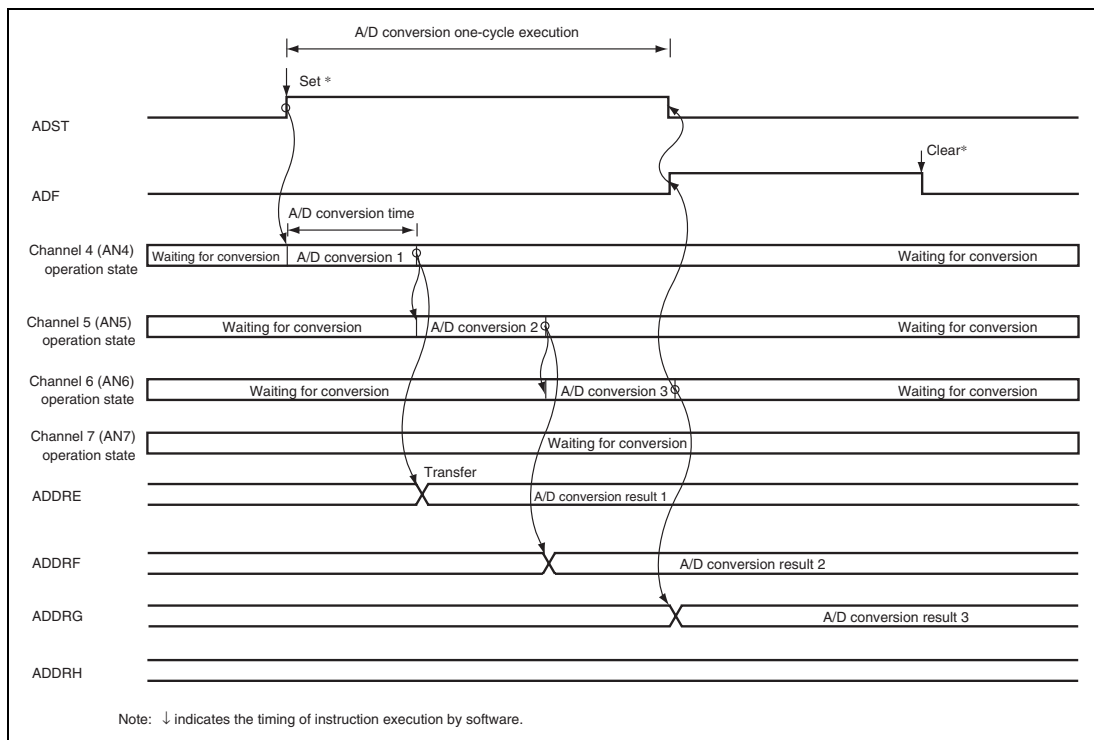 A/D conversion one-cycle execution
Set *
ADST
Clear*
ADF
A/D conversion time
Channel 4 (AN4)
operation state
Waiting for conversion
A/D conversion 1
Waiting for conversion
Channel 5 (AN5)
operation state
Waiting for conversion
A/D conversion 2
Waiting for conversion
Channel 6 (AN6)
operation state
Waiting for conversion
A/D conversion 3
Waiting for conversion
Channel 7 (AN7)
operation state
Waiting for conversion
Transfer
ADDRE
A/D conversion result 1
ADDRF
A/D conversion result 2
ADDRG
A/D conversion result 3
ADDRH
Note: ↓ indicates the timing of instruction execution by software.